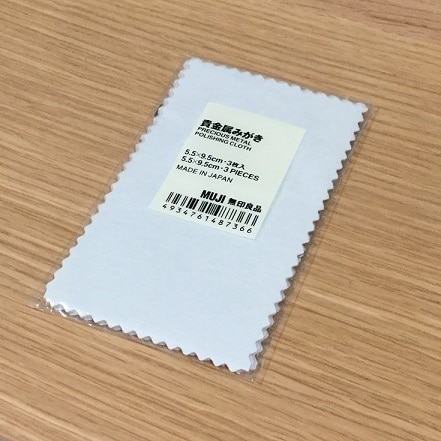 貴金属みがき
PRECIOUS METAL
POLISHING CLOTH
5.5×9.5cm・3枚入
5.5×9.5cm・3 PIECES
MADE IN JAPAN
MUJI 無印良品
4934761487366